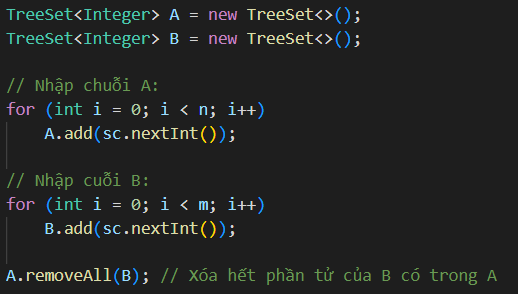 TreeSet<Integer> A = new TreeSet<>();
TreeSet<Integer> B = new TreeSet<>();
// Nhập chuỗi A:
for (int i = 0; i < n; i++)
A.add(sc.nextInt());
// Nhập cuỗi B:
for (int i = 0; i < m; i++)
B.add(sc.nextInt());
A.removeAll(B); // Xóa hết phần tử của B có trong A